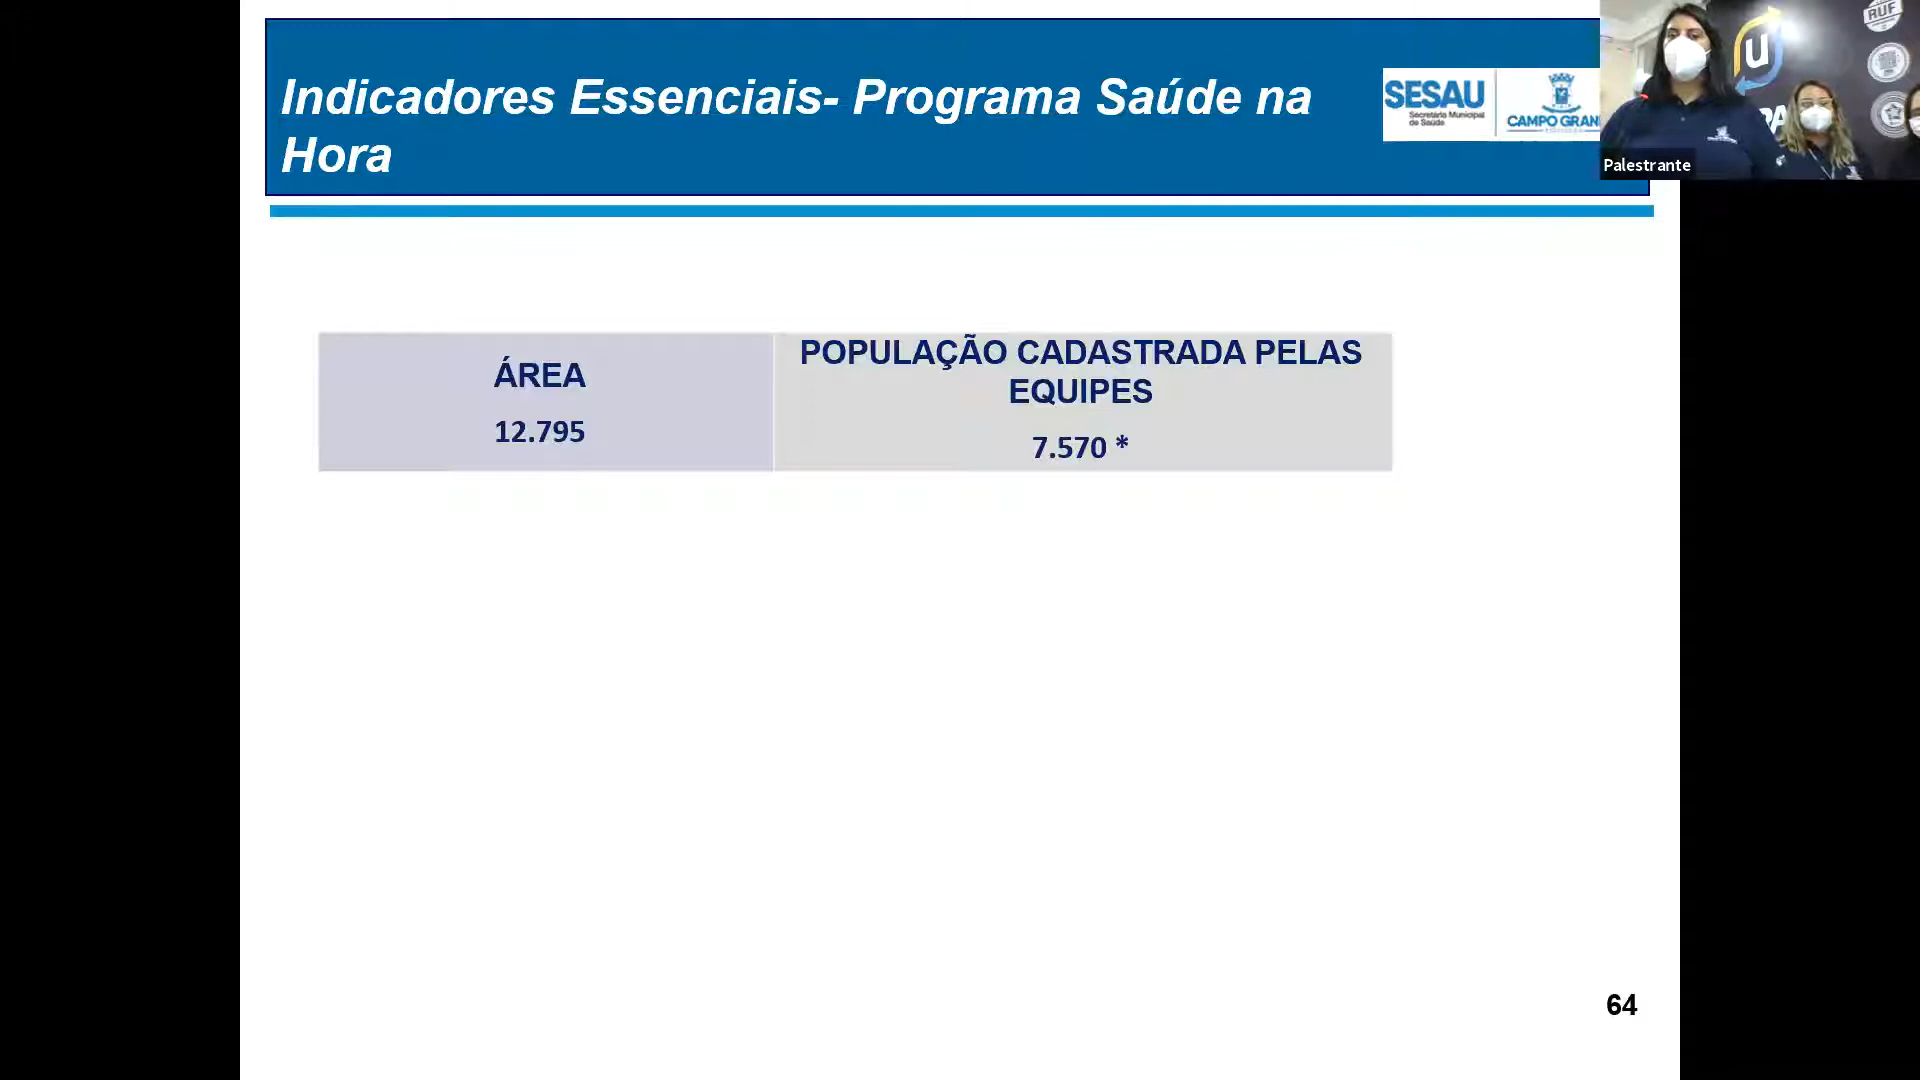 Indicadores Essenciais- Programa Saúde na
Hora
SESAU
Secretaria Municipal
de Saúde
CAMPO GRAN
Palestrante
RUF
U
PA
ÁREA
12.795
POPULAÇÃO CADASTRADA PELAS
EQUIPES
7.570 *
64